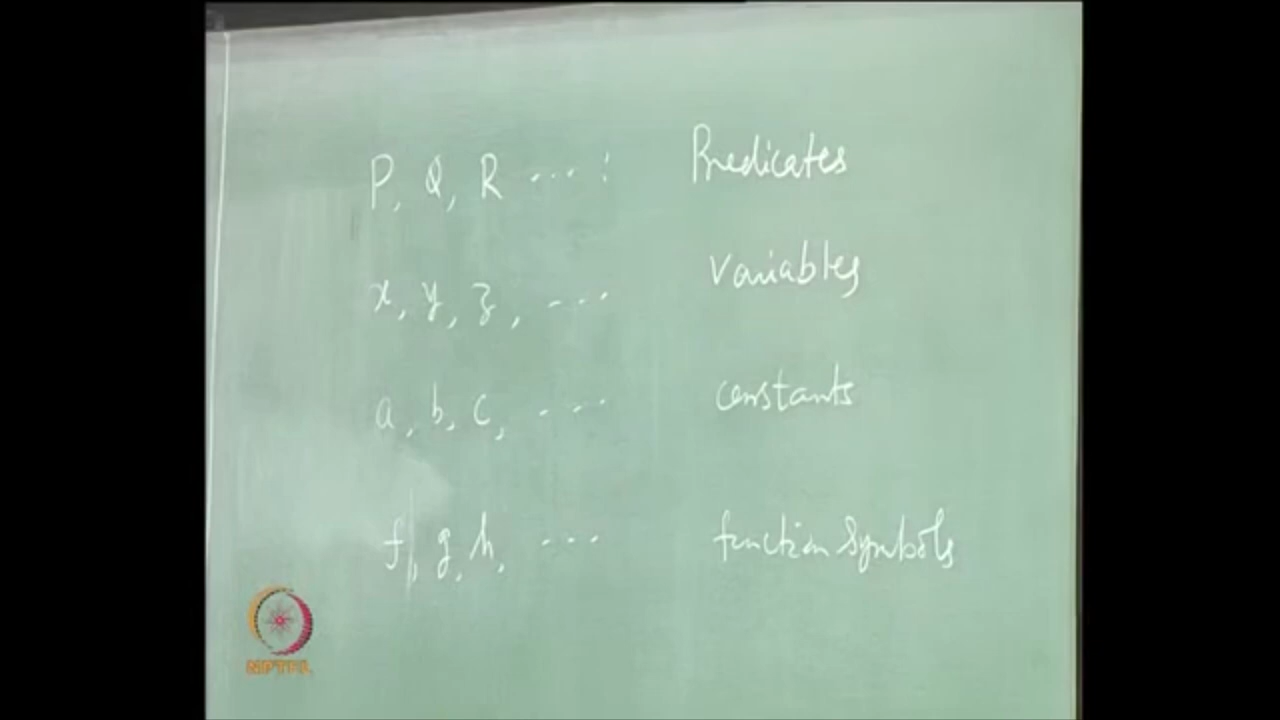 P, Q, R ... : Predicates
x, y, z, ... variables
a, b, c, ... constants
f, g, h, ... function symbols
NPTEL